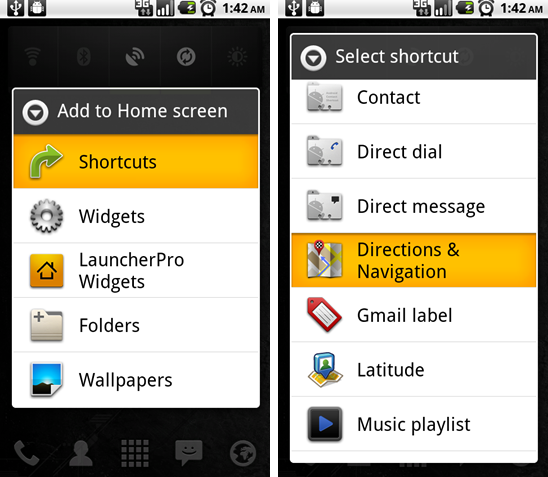 3G 1:42 AM
Add to Home screen
Shortcuts
Widgets
LauncherPro
Widgets
Folders
Wallpapers
3G 1:42 AM
Select shortcut
Contact
Direct dial
Direct message
Directions &
Navigation
Gmail label
Latitude
Music playlist